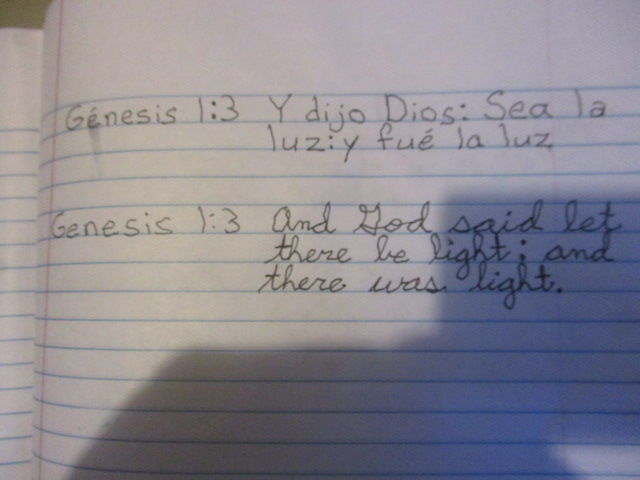 Génesis 1:3 Y dijo Dios: Sea la
luz: y fué la luz
Genesis 1:3 And God said let
there be light; and
there was light.